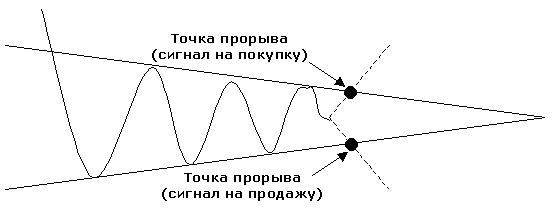 Точка прорыва
(сигнал на покупку)
Точка прорыва
(сигнал на продажу)